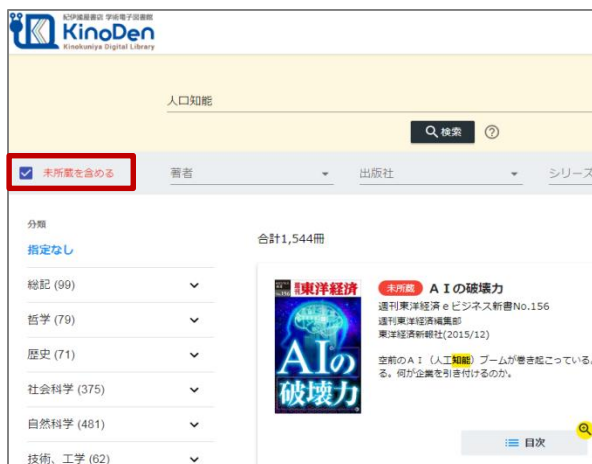 紀伊國屋書店 学術電子図書館
KinoDen
Kinokuniya Digital Library
人口知能
検索
?
未所蔵を含める
著者
出版社
シリーズ
分類
指定なし
合計1,544冊
総記 (99)
哲学 (79)
歴史 (71)
社会科学 (375)
自然科学 (481)
技術、工学 (62)
東洋経済
AIの
破壊力
未所蔵 ＡＩの破壊力
週刊東洋経済ｅビジネス新書No.156
週刊東洋経済編集部
東洋経済新報社(2015/12)
空前のＡＩ（人工知能）ブームが巻き起こっている。
る。何が企業を引き付けるのか。
目次